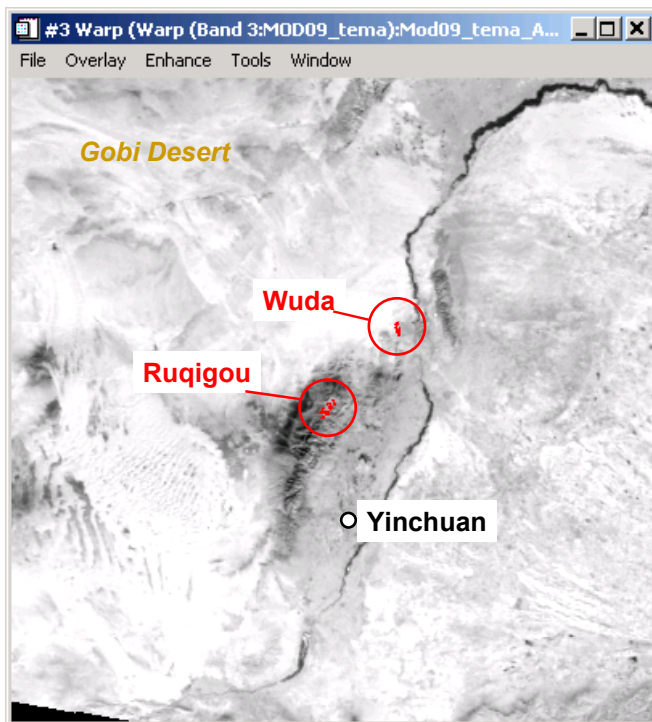 #3 Warp (Warp (Band 3:MOD09_tema):Mod09_tema_A...
File Overlay Enhance Tools Window
Gobi Desert
Wuda
Ruqigou
Yinchuan